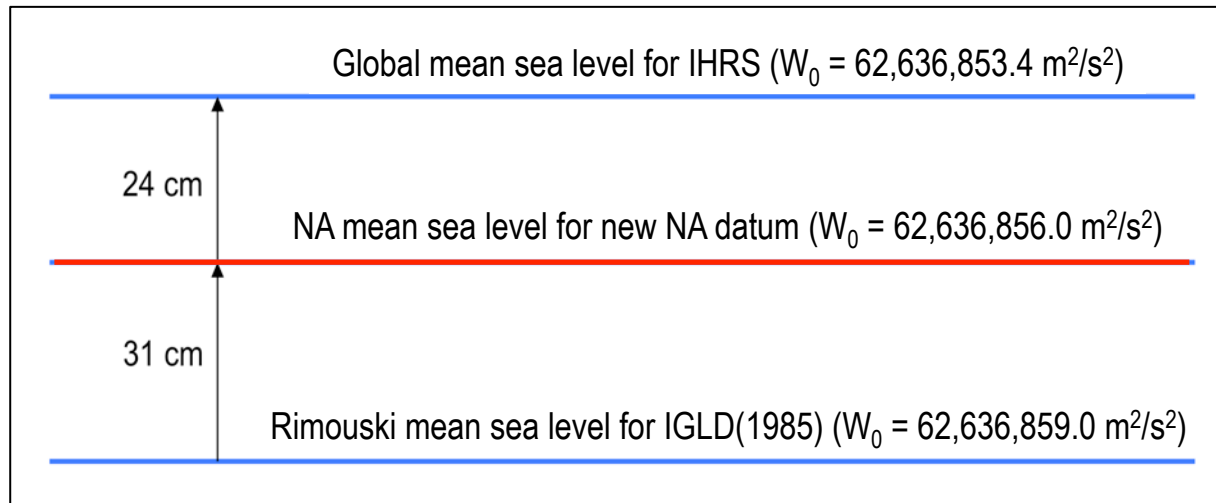 Global mean sea level for IHRS (W₀ = 62,636,853.4 m²/s²)
24 cm
NA mean sea level for new NA datum (W₀ = 62,636,856.0 m²/s²)
31 cm
Rimouski mean sea level for IGLD(1985) (W₀ = 62,636,859.0 m²/s²)